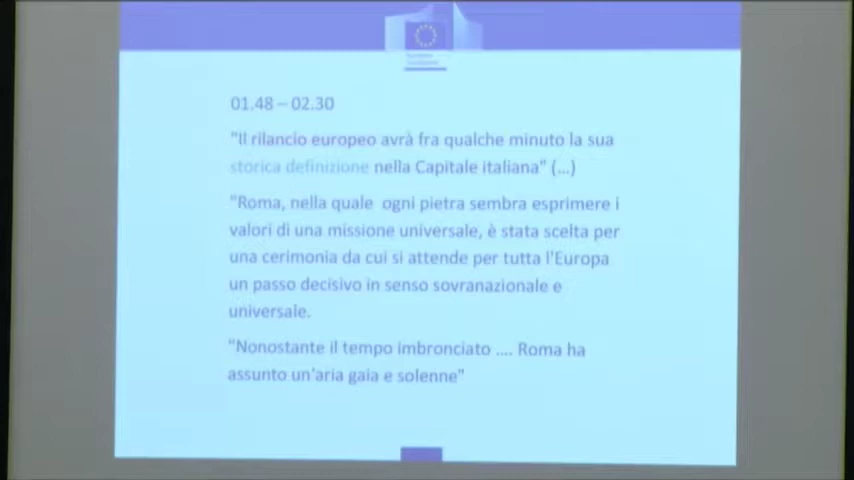 01.48 – 02.30
"Il rilancio europeo avrà fra qualche minuto la sua
storica definizione nella Capitale italiana" (...)
"Roma, nella quale ogni pietra sembra esprimere i
valori di una missione universale, è stata scelta per
una cerimonia da cui si attende per tutta l'Europa
un passo decisivo in senso sovranazionale e
universale.
"Nonostante il tempo imbronciato .... Roma ha
assunto un'aria gaia e solenne"